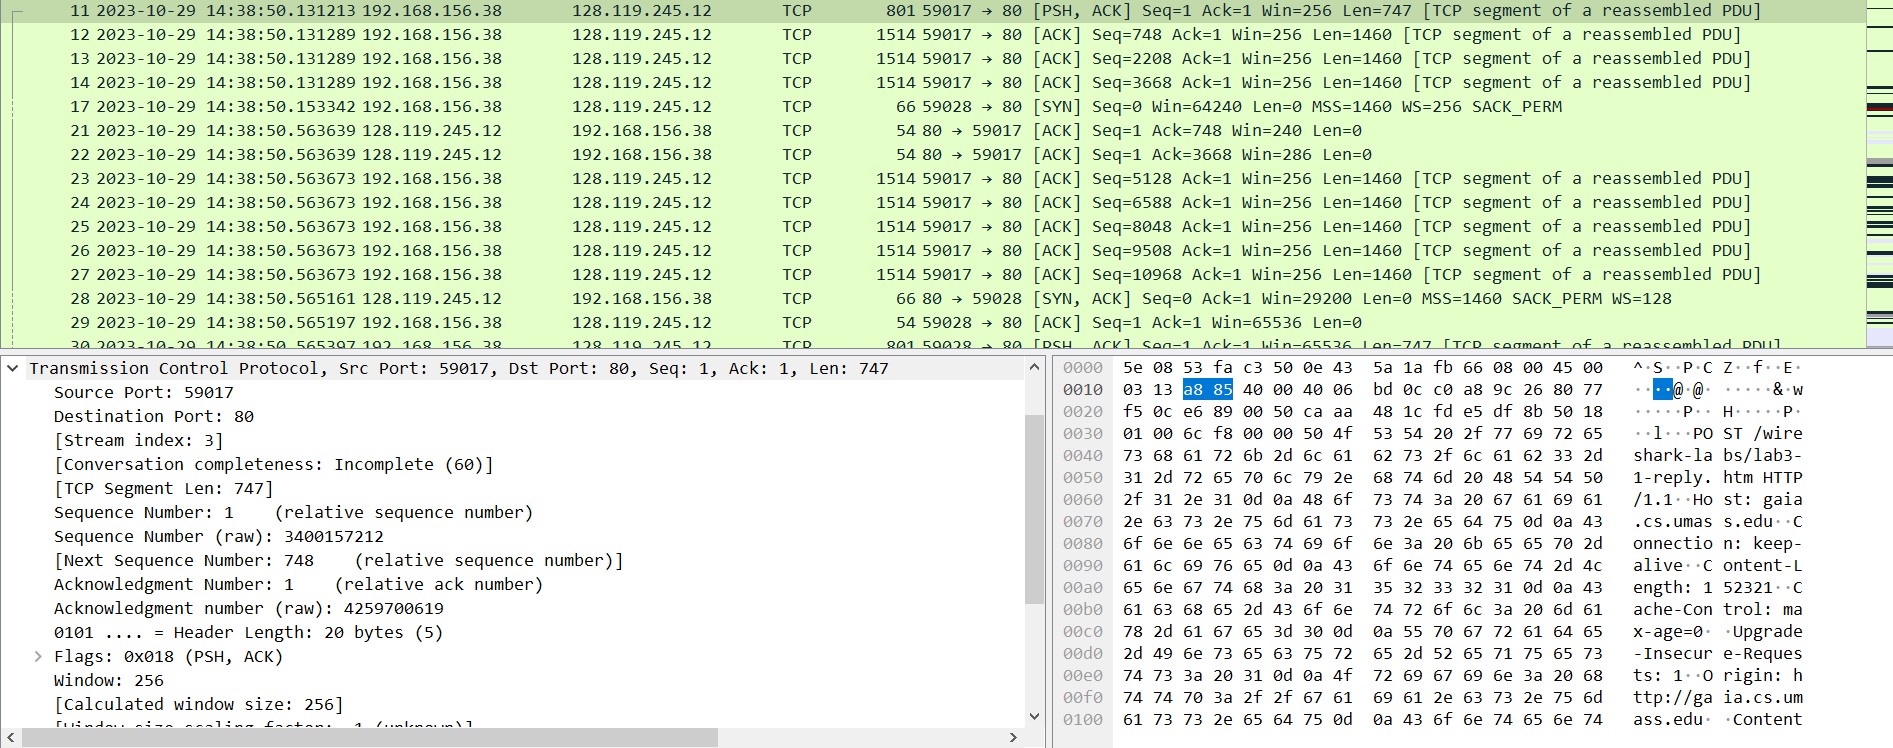 11 2023-10-29 14:38:50.131213 192.168.156.38 128.119.245.12 TCP 801 59017 → 80 [PSH, ACK] Seq=1 Ack=1 Win=256 Len=747 [TCP segment of a reassembled PDU]
12 2023-10-29 14:38:50.131289 192.168.156.38 128.119.245.12 TCP 1514 59017 → 80 [ACK] Seq=748 Ack=1 Win=256 Len=1460 [TCP segment of a reassembled PDU]
13 2023-10-29 14:38:50.131289 192.168.156.38 128.119.245.12 TCP 1514 59017 → 80 [ACK] Seq=2208 Ack=1 Win=256 Len=1460 [TCP segment of a reassembled PDU]
14 2023-10-29 14:38:50.131289 192.168.156.38 128.119.245.12 TCP 1514 59017 → 80 [ACK] Seq=3668 Ack=1 Win=256 Len=1460 [TCP segment of a reassembled PDU]
17 2023-10-29 14:38:50.153342 192.168.156.38 128.119.245.12 TCP 66 59028 → 80 [SYN] Seq=0 Win=64240 Len=0 MSS=1460 WS=256 SACK_PERM
21 2023-10-29 14:38:50.563639 128.119.245.12 192.168.156.38 TCP 54 80 → 59017 [ACK] Seq=1 Ack=748 Win=240 Len=0
22 2023-10-29 14:38:50.563639 128.119.245.12 192.168.156.38 TCP 54 80 → 59017 [ACK] Seq=1 Ack=3668 Win=286 Len=0
23 2023-10-29 14:38:50.563673 192.168.156.38 128.119.245.12 TCP 1514 59017 → 80 [ACK] Seq=5128 Ack=1 Win=256 Len=1460 [TCP segment of a reassembled PDU]
24 2023-10-29 14:38:50.563673 192.168.156.38 128.119.245.12 TCP 1514 59017 → 80 [ACK] Seq=6588 Ack=1 Win=256 Len=1460 [TCP segment of a reassembled PDU]
25 2023-10-29 14:38:50.563673 192.168.156.38 128.119.245.12 TCP 1514 59017 → 80 [ACK] Seq=8048 Ack=1 Win=256 Len=1460 [TCP segment of a reassembled PDU]
26 2023-10-29 14:38:50.563673 192.168.156.38 128.119.245.12 TCP 1514 59017 → 80 [ACK] Seq=9508 Ack=1 Win=256 Len=1460 [TCP segment of a reassembled PDU]
27 2023-10-29 14:38:50.563673 192.168.156.38 128.119.245.12 TCP 1514 59017 → 80 [ACK] Seq=10968 Ack=1 Win=256 Len=1460 [TCP segment of a reassembled PDU]
28 2023-10-29 14:38:50.565161 128.119.245.12 192.168.156.38 TCP 66 80 → 59028 [SYN, ACK] Seq=0 Ack=1 Win=29200 Len=0 MSS=1460 SACK_PERM WS=128
29 2023-10-29 14:38:50.565197 192.168.156.38 128.119.245.12 TCP 54 59028 → 80 [ACK] Seq=1 Ack=1 Win=65536 Len=0
30 2023-10-29 14:38:50.565397 192.168.156.38 128.119.245.12 TCP 801 59028 → 80 [PSH, ACK] Seq=1 Ack=1 Win=65536 Len=747 [TCP segment of a reassembled PDU]
Transmission Control Protocol, Src Port: 59017, Dst Port: 80, Seq: 1, Ack: 1, Len: 747
Source Port: 59017
Destination Port: 80
[Stream index: 3]
[Conversation completeness: Incomplete (60)]
[TCP Segment Len: 747]
Sequence Number: 1 (relative sequence number)
Sequence Number (raw): 3400157212
[Next Sequence Number: 748 (relative sequence number)]
Acknowledgment Number: 1 (relative ack number)
Acknowledgment number (raw): 4259700619
0101 .... = Header Length: 20 bytes (5)
Flags: 0x018 (PSH, ACK)
Window: 256
[Calculated window size: 256]
[Window size scaling factor: -1 (unknown)]
0000 5e 08 53 fa c3 50 0e 43 5a 1a fb 66 08 00 45 00 ^·S··P·C Z··f··E·
0010 03 13 a8 85 40 00 40 06 bd 0c c0 a8 9c 26 80 77 ····@·@· ·····&·w
0020 f5 0c e6 89 00 50 ca aa 48 1c fd e5 df 8b 50 18 ·····P·· H·····P·
0030 01 00 6c f8 00 00 50 4f 53 54 20 2f 77 69 72 65 ··l···PO ST /wire
0040 73 68 61 72 6b 2d 6c 61 62 73 2f 6c 61 62 33 2d shark-la bs/lab3-
0050 31 2d 72 65 70 6c 79 2e 68 74 6d 20 48 54 54 50 1-reply. htm HTTP
0060 2f 31 2e 31 0d 0a 48 6f 73 74 3a 20 67 61 69 61 /1.1··Ho st: gaia
0070 2e 63 73 2e 75 6d 61 73 73 2e 65 64 75 0d 0a 43 .cs.umas s.edu··C
0080 6f 6e 6e 65 63 74 69 6f 6e 3a 20 6b 65 65 70 2d onnectio n: keep-
0090 61 6c 69 76 65 0d 0a 43 6f 6e 74 65 6e 74 2d 4c alive··C ontent-L
00a0 65 6e 67 74 68 3a 20 31 35 32 33 32 31 0d 0a 43 ength: 1 52321··C
00b0 61 63 68 65 2d 43 6f 6e 74 72 6f 6c 3a 20 6d 61 ache-Con trol: ma
00c0 78 2d 61 67 65 3d 30 0d 0a 55 70 67 72 61 64 65 x-age=0· ·Upgrade
00d0 2d 49 6e 73 65 63 75 72 65 2d 52 65 71 75 65 73 -Insecur e-Reques
00e0 74 73 3a 20 31 0d 0a 4f 72 69 67 69 6e 3a 20 68 ts: 1··O rigin: h
00f0 74 74 70 3a 2f 2f 67 61 69 61 2e 63 73 2e 75 6d ttp://ga ia.cs.um
0100 61 73 73 2e 65 64 75 0d 0a 43 6f 6e 74 65 6e 74 ass.edu· ·Content